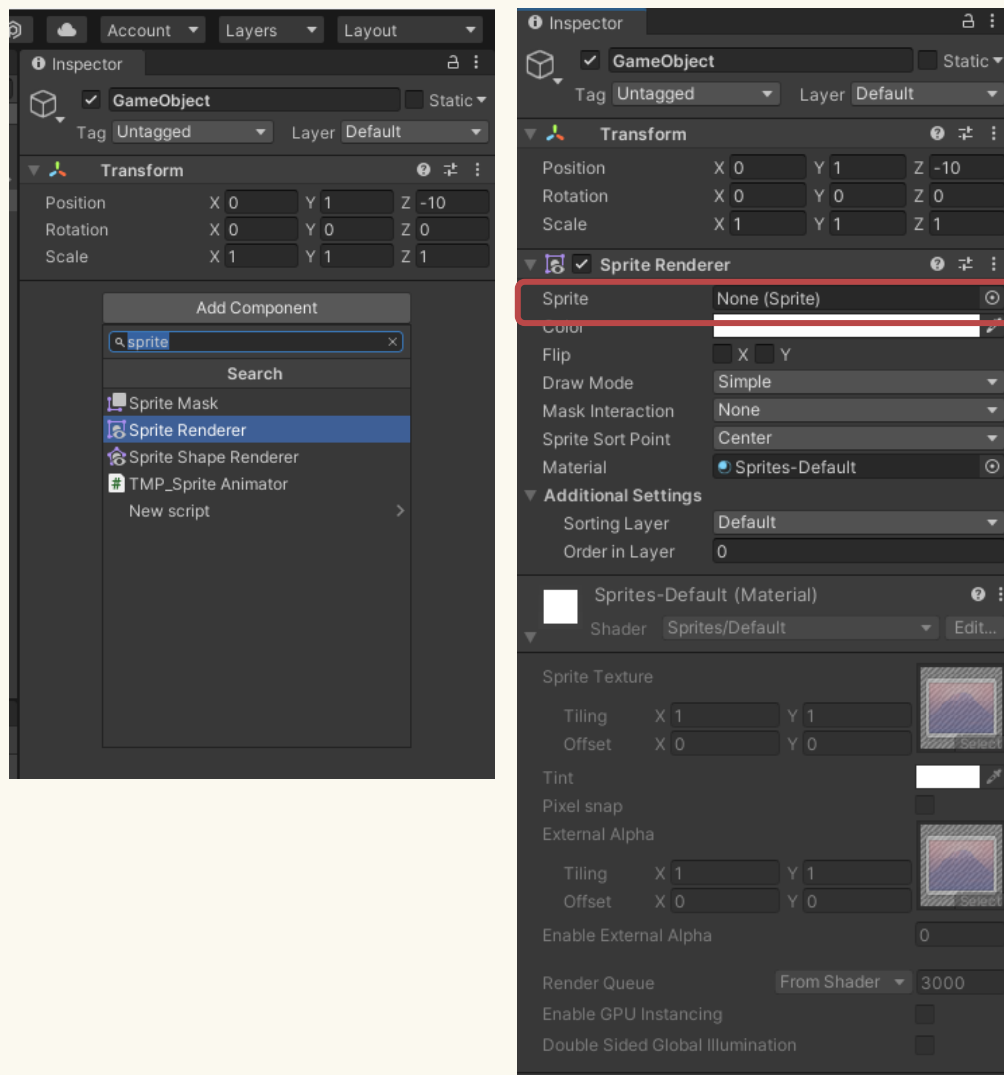 Account Layers Layout
Inspector
GameObject Static
Tag Untagged Layer Default
Transform
Position X 0 Y 1 Z -10
Rotation X 0 Y 0 Z 0
Scale X 1 Y 1 Z 1
Add Component
sprite
Search
Sprite Mask
Sprite Renderer
Sprite Shape Renderer
# TMP_Sprite Animator
New script
Inspector
GameObject Static
Tag Untagged Layer Default
Transform
Position X 0 Y 1 Z -10
Rotation X 0 Y 0 Z 0
Scale X 1 Y 1 Z 1
Sprite Renderer
Sprite None (Sprite)
Color
Flip X Y
Draw Mode Simple
Mask Interaction None
Sprite Sort Point Center
Material Sprites-Default
Additional Settings
Sorting Layer Default
Order in Layer 0
Sprites-Default (Material)
Shader Sprites/Default Edit...
Sprite Texture
Tiling X 1 Y 1
Offset X 0 Y 0
Select
Tint
Pixel snap
External Alpha
Tiling X 1 Y 1
Offset X 0 Y 0
Select
Enable External Alpha 0
Render Queue From Shader 3000
Enable GPU Instancing
Double Sided Global Illumination